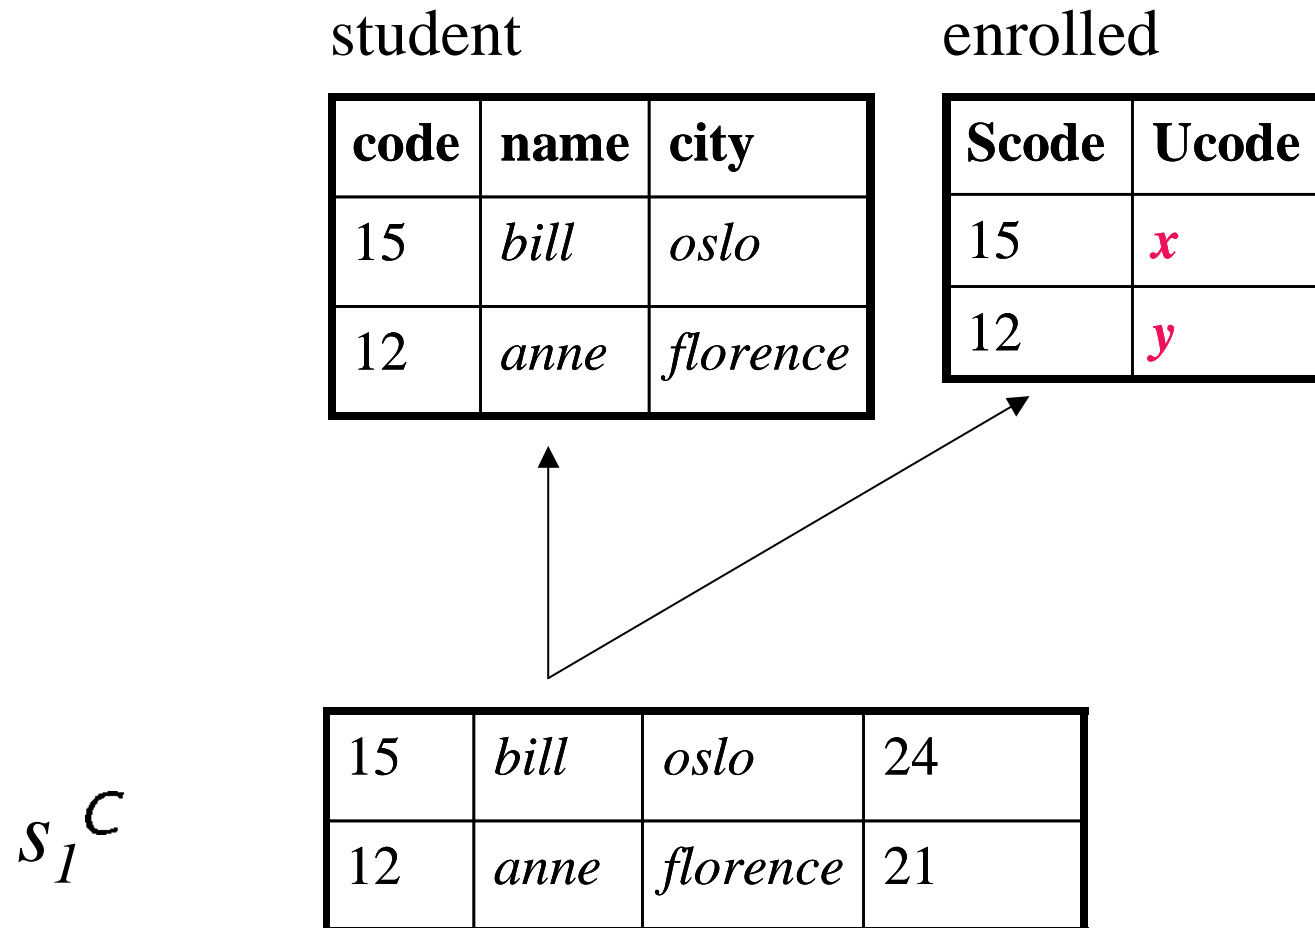 student enrolled
code name city Scode Ucode
15 bill oslo 15 x
12 anne florence 12 y
15 bill oslo 24
s1C
12 anne florence 21